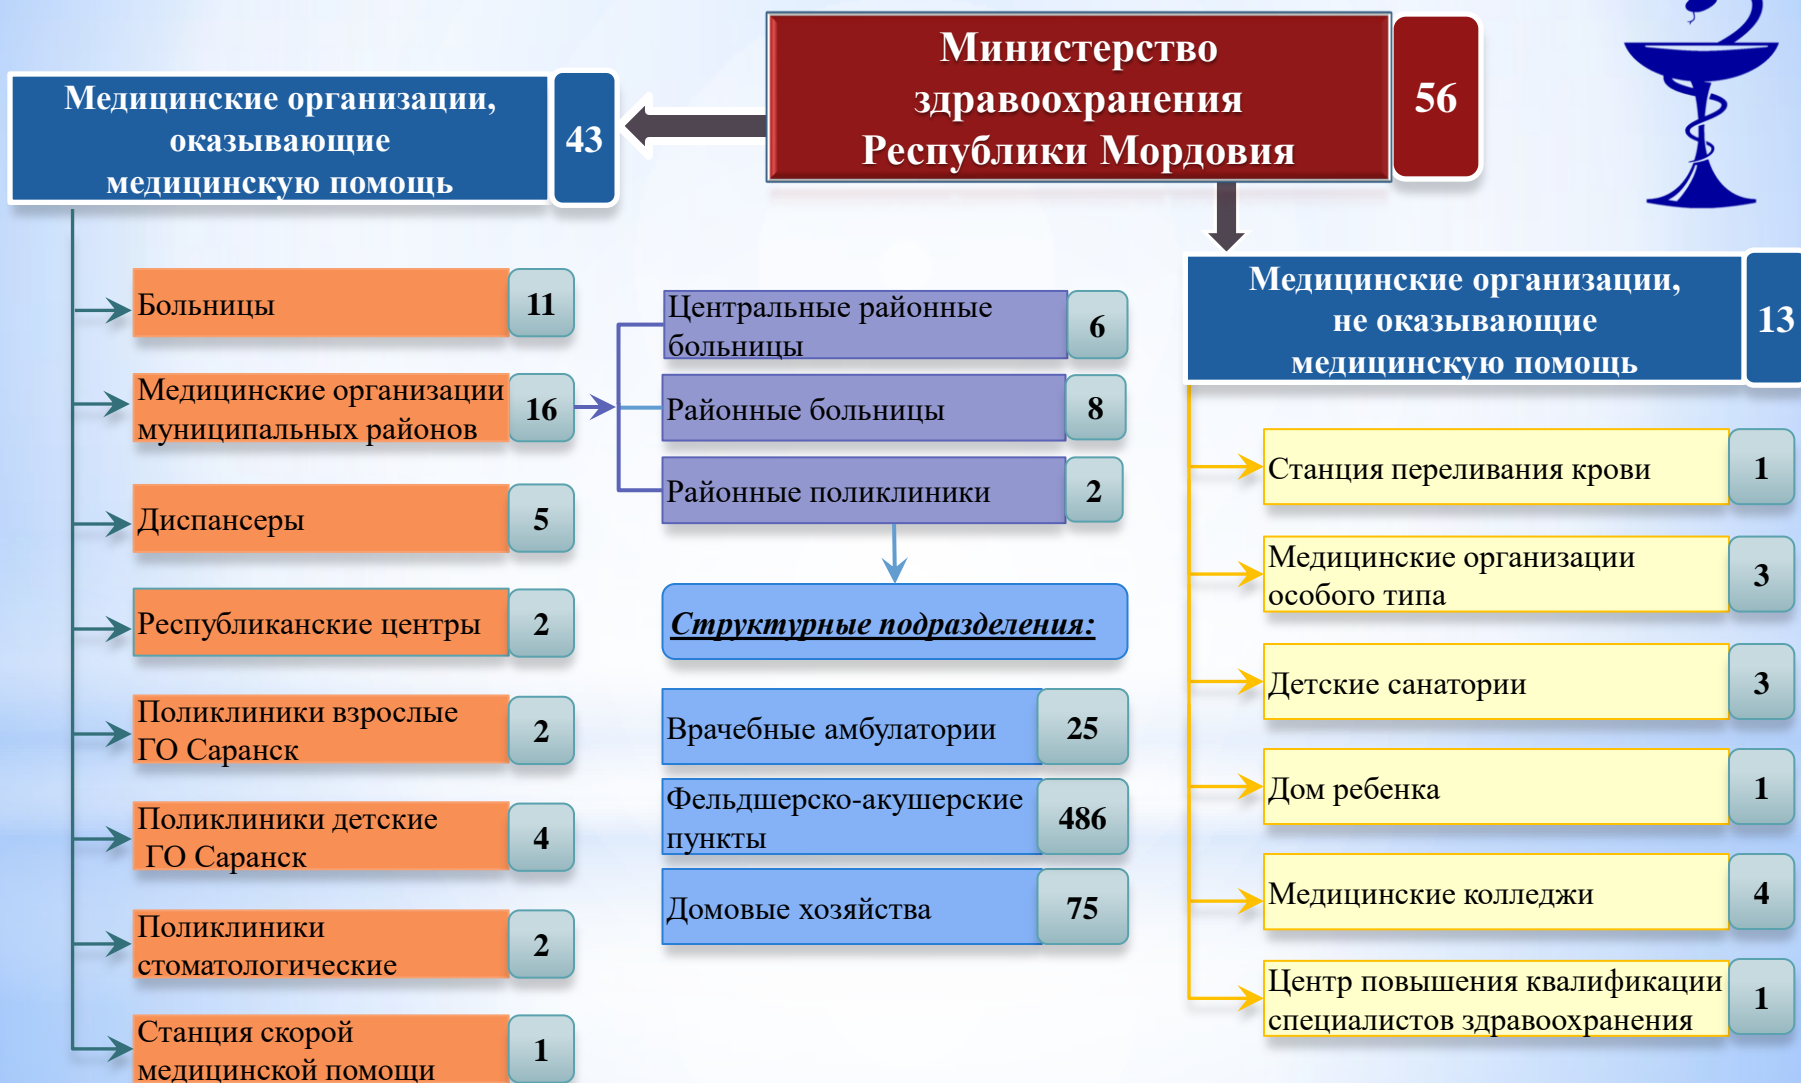 Министерство
здравоохранения
Республики Мордовия
56
Медицинские организации,
оказывающие
медицинскую помощь
43
Больницы
11
Медицинские организации
муниципальных районов
16
Диспансеры
5
Республиканские центры
2
Поликлиники взрослые
ГО Саранск
2
Поликлиники детские
ГО Саранск
4
Поликлиники
стоматологические
2
Станция скорой
медицинской помощи
1
Центральные районные
больницы
6
Районные больницы
8
Районные поликлиники
2
Структурные подразделения:
Врачебные амбулатории
25
Фельдшерско-акушерские
пункты
486
Домовые хозяйства
75
Медицинские организации,
не оказывающие
медицинскую помощь
13
Станция переливания крови
1
Медицинские организации
особого типа
3
Детские санатории
3
Дом ребенка
1
Медицинские колледжи
4
Центр повышения квалификации
специалистов здравоохранения
1